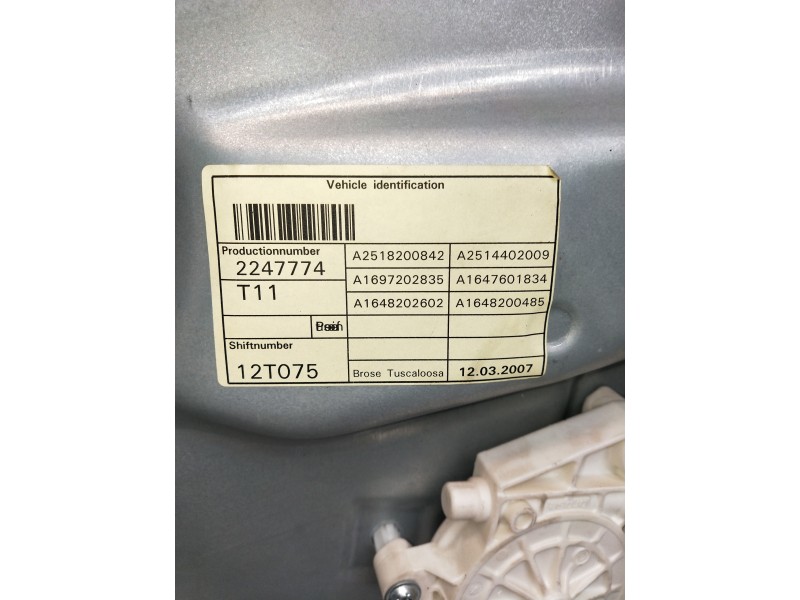 Vehicle identification
Productionnumber
2247774
A2518200842 A2514402009
T11
A1697202835 A1647601834
A1648202602 A1648200485
Shiftnumber
12T075
Brose Tuscaloosa 12.03.2007